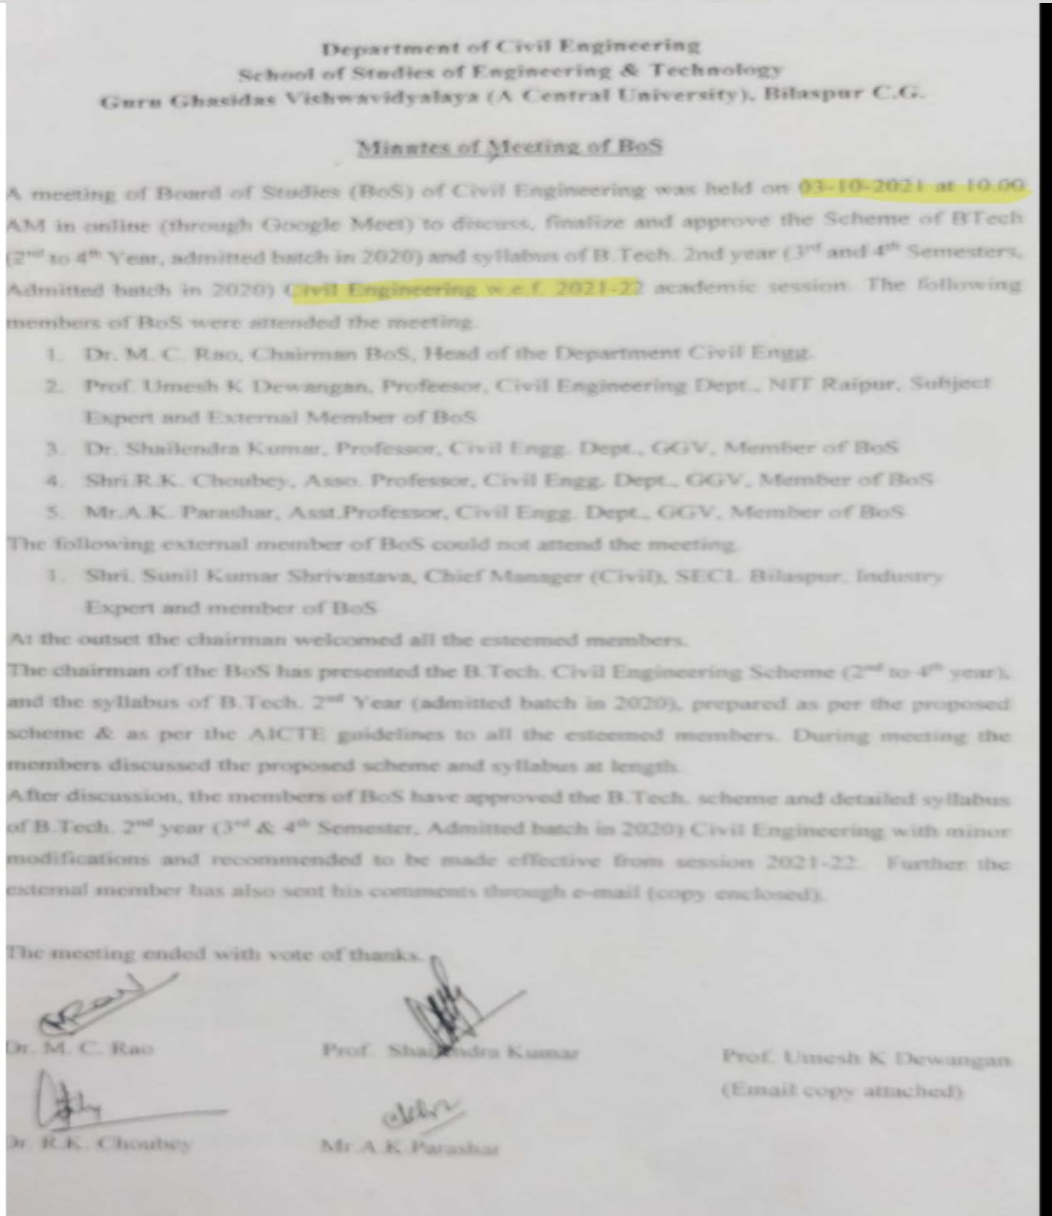 Department of Civil Engineering
School of Studies of Engineering & Technology
Guru Ghasidas Vishwavidyalaya (A Central University), Bilaspur C.G.
Minutes of Meeting of BoS
A meeting of Board of Studies (BoS) of Civil Engineering was held on 03-10-2021 at 10.00
AM in online (through Google Meet) to discuss, finalize and approve the Scheme of BTech
(2nd to 4th Year, admitted batch in 2020) and syllabus of B.Tech. 2nd year (3rd and 4th Semesters,
Admitted batch in 2020) Civil Engineering w.e.f. 2021-22 academic session. The following
members of BoS were attended the meeting.
1. Dr. M. C. Rao, Chairman BoS, Head of the Department Civil Engg.
2. Prof. Umesh K Dewangan, Profeesor, Civil Engineering Dept., NIT Raipur, Subject
Expert and External Member of BoS
3. Dr. Shailendra Kumar, Professor, Civil Engg. Dept., GGV, Member of BoS
4. Shri.R.K. Choubey, Asso. Professor, Civil Engg. Dept., GGV, Member of BoS
5. Mr.A.K. Parashar, Asst.Professor, Civil Engg. Dept., GGV, Member of BoS
The following external member of BoS could not attend the meeting.
1. Shri. Sunil Kumar Shrivastava, Chief Manager (Civil), SECL Bilaspur, Industry
Expert and member of BoS
At the outset the chairman welcomed all the esteemed members.
The chairman of the BoS has presented the B.Tech. Civil Engineering Scheme (2nd to 4th year),
and the syllabus of B.Tech. 2nd Year (admitted batch in 2020), prepared as per the proposed
scheme & as per the AICTE guidelines to all the esteemed members. During meeting the
members discussed the proposed scheme and syllabus at length.
After discussion, the members of BoS have approved the B.Tech. scheme and detailed syllabus
of B.Tech. 2nd year (3rd & 4th Semester, Admitted batch in 2020) Civil Engineering with minor
modifications and recommended to be made effective from session 2021-22. Further the
external member has also sent his comments through e-mail (copy enclosed).
The meeting ended with vote of thanks.
Dr. M. C. Rao Prof. Shailendra Kumar Prof. Umesh K Dewangan
(Email copy attached)
Dr. R.K. Choubey Mr.A.K.Parashar